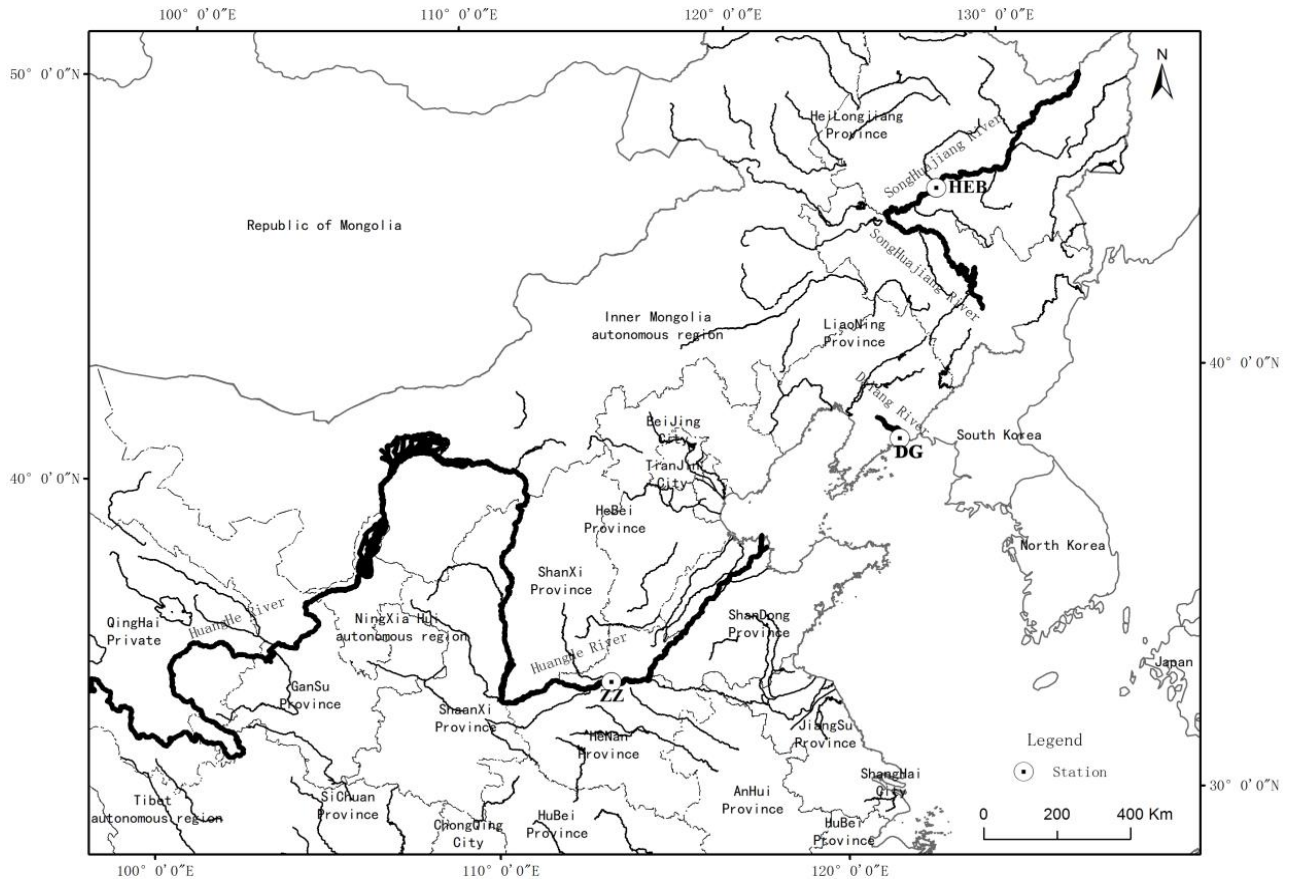 100° 0′0″E
110° 0′0″E
120° 0′0″E
130° 0′0″E
50° 0′0″N
N
HeiLongjiang
Province
SongHuajiang River
HEB
Republic of Mongolia
SongHuajiang River
Inner Mongolia
autonomous region
LiaoNing
Province
40° 0′0″N
DaYang River
BeiJing
City
South Korea
DG
TianJin
City
40° 0′0″N
HeBei
Province
North Korea
ShanXi
Province
HuangHe River
QingHai
Private
NingXia Hui
autonomous region
ShanDong
Province
HuangHe River
Japan
GanSu
Province
ZZ
ShaanXi
Province
HeNan
Province
JiangSu
Province
Legend
Station
ShangHai
City
30° 0′0″N
Tibet
autonomous region
SiChuan
Province
AnHui
Province
0 200 400 Km
HuBei
Province
ChongQing
City
HuBei
Province
100° 0′0″E
110° 0′0″E
120° 0′0″E